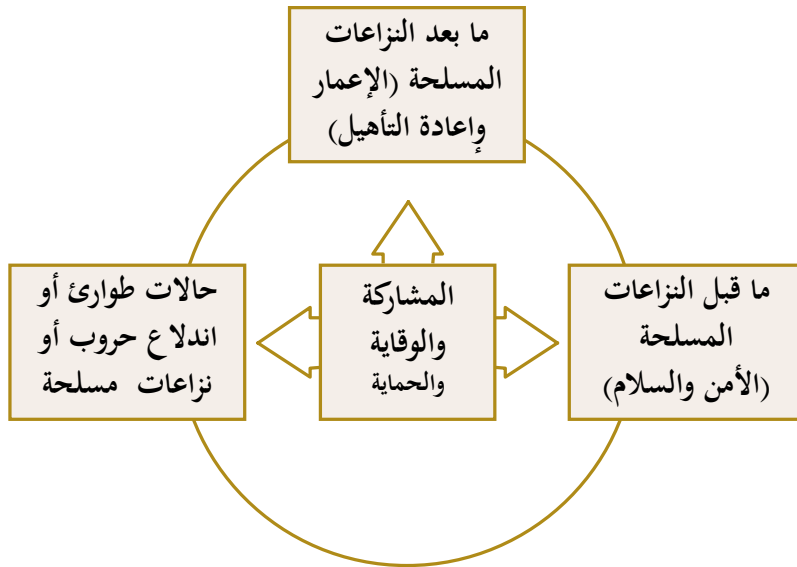 ما بعد النزاعات
المسلحة (الإعمار
وإعادة التأهيل)
ما قبل النزاعات
المسلحة
(الأمن والسلام)
المشاركة
والوقاية
والحماية
حالات طوارئ أو
اندلاع حروب أو
نزاعات مسلحة